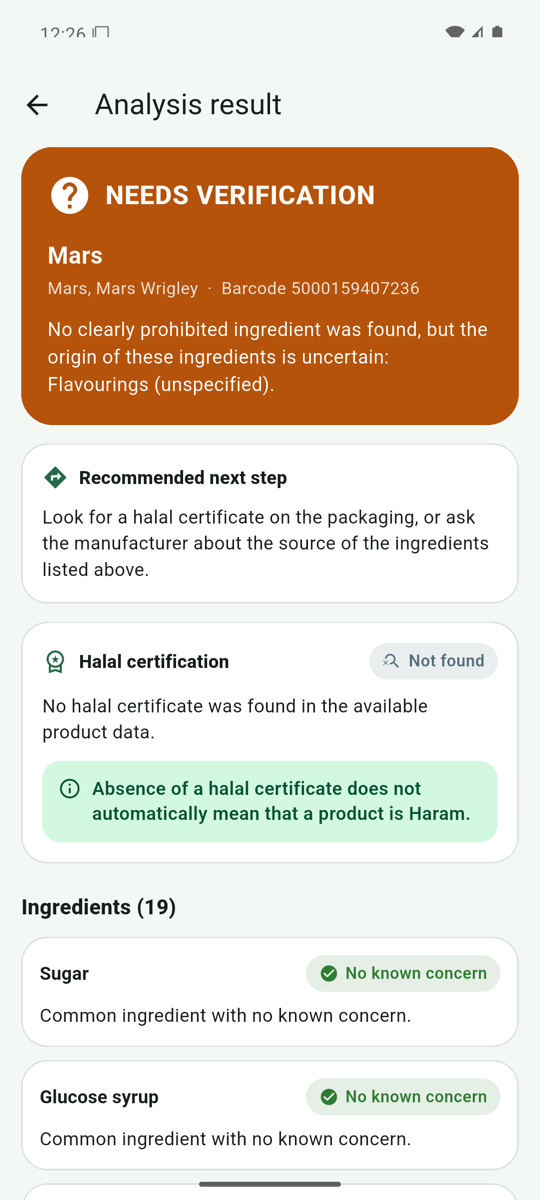 12:26
Analysis result
NEEDS VERIFICATION
Mars
Mars, Mars Wrigley · Barcode 5000159407236
No clearly prohibited ingredient was found, but the
origin of these ingredients is uncertain:
Flavourings (unspecified).
Recommended next step
Look for a halal certificate on the packaging, or ask
the manufacturer about the source of the ingredients
listed above.
Halal certification
Not found
No halal certificate was found in the available
product data.
Absence of a halal certificate does not
automatically mean that a product is Haram.
Ingredients (19)
Sugar
No known concern
Common ingredient with no known concern.
Glucose syrup
No known concern
Common ingredient with no known concern.